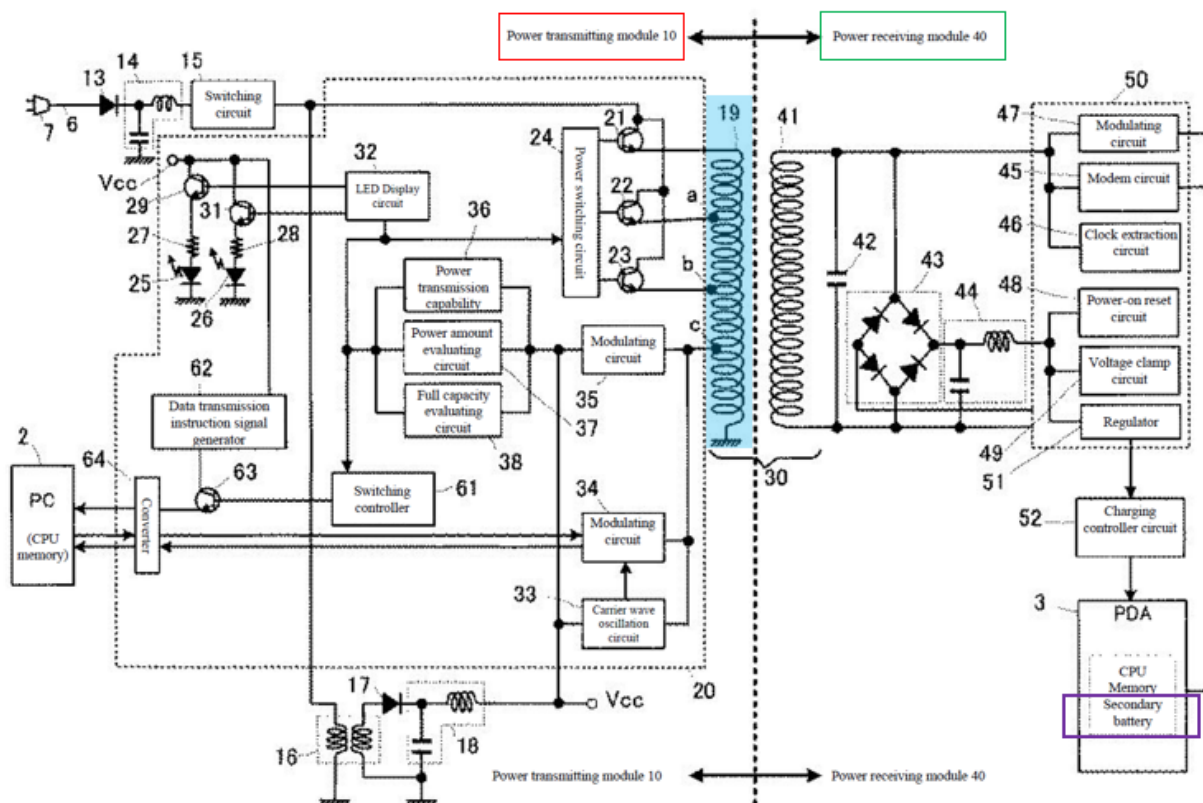 Power transmitting module 10
Power receiving module 40
14
15
13
Switching
circuit
7
6
50
47
Modulating
circuit
45
Modem circuit
46
Clock extraction
circuit
48
Power-on reset
circuit
Voltage clamp
circuit
49
Regulator
51
19
41
21
24
Power switching circuit
22
23
a
b
c
32
LED Display
circuit
Vcc
29
31
27
28
25
26
36
Power
transmission
capability
Power amount
evaluating circuit
37
Full capacity
evaluating
circuit
38
Modulating
circuit
35
42
43
44
30
62
Data transmission
instruction signal
generator
2
64
63
PC
(CPU
memory)
Converter
Switching
controller
61
34
Modulating
circuit
33
Carrier wave
oscillation
circuit
20
52
Charging
controller circuit
3
PDA
CPU
Memory
Secondary
battery
17
16
18
Vcc
Power transmitting module 10
Power receiving module 40